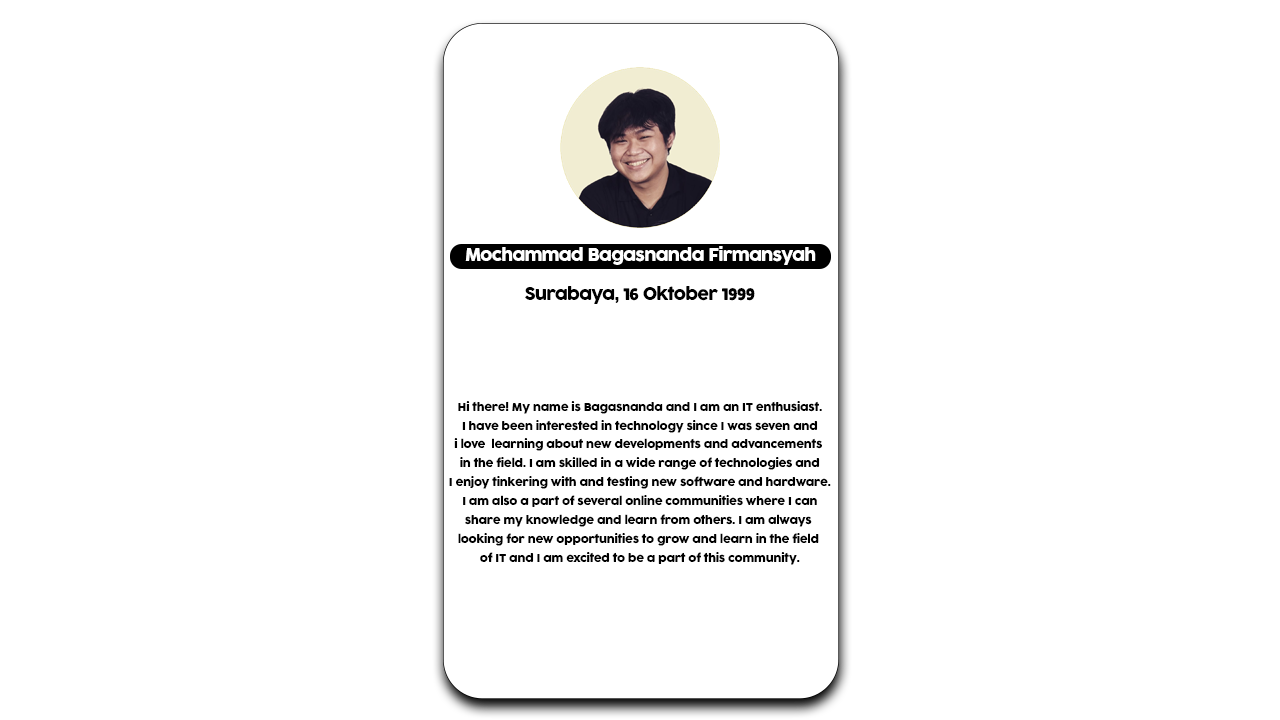 Mochammad Bagasnanda Firmansyah
Surabaya, 16 Oktober 1999
Hi there! My name is Bagasnanda and I am an IT enthusiast.
I have been interested in technology since I was seven and
i love  learning about new developments and advancements
in the field. I am skilled in a wide range of technologies and
I enjoy tinkering with and testing new software and hardware.
I am also a part of several online communities where I can
share my knowledge and learn from others. I am always
looking for new opportunities to grow and learn in the field
of IT and I am excited to be a part of this community.